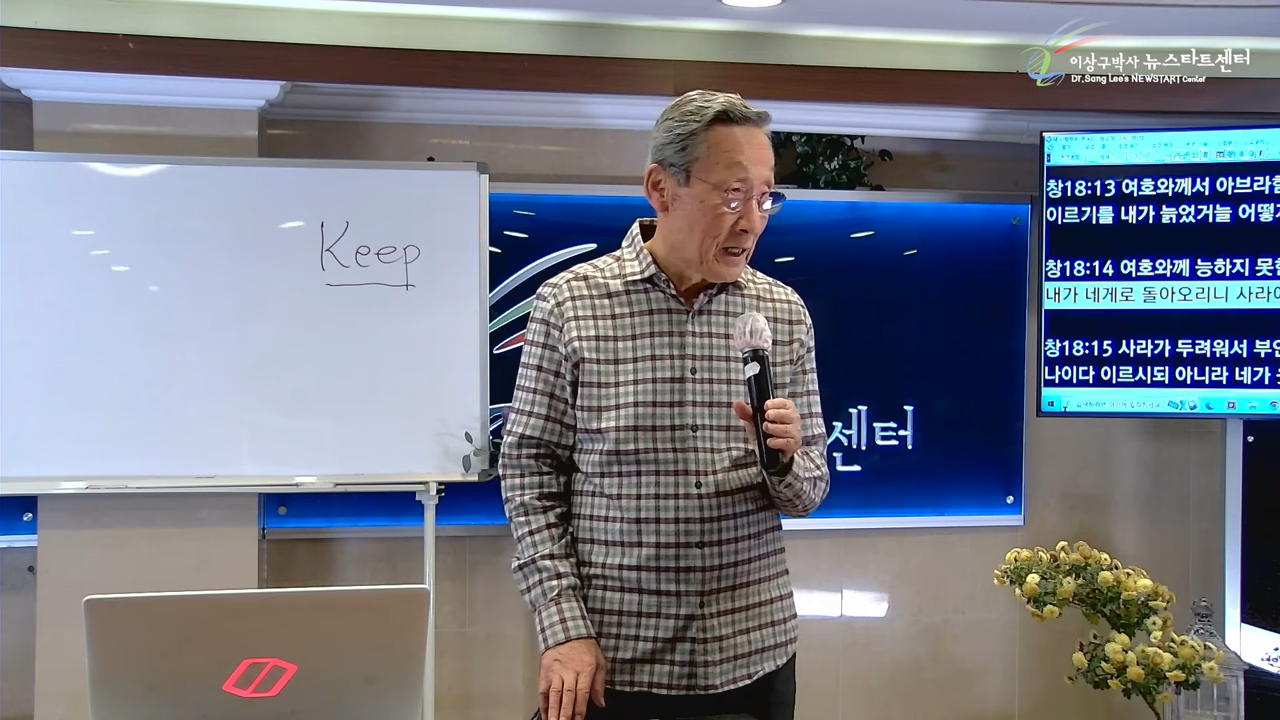 이상구박사 뉴스타트센터
Dr.Sang Lee's NEWSTART Center
Keep
센터
창18:13 여호와께서 아브라함
이르기를 내가 늙었거늘 어떻게
창18:14 여호와께 능하지 못한
내가 네게로 돌아오리니 사라에
창18:15 사라가 두려워서 부인
나이다 이르시되 아니라 네가